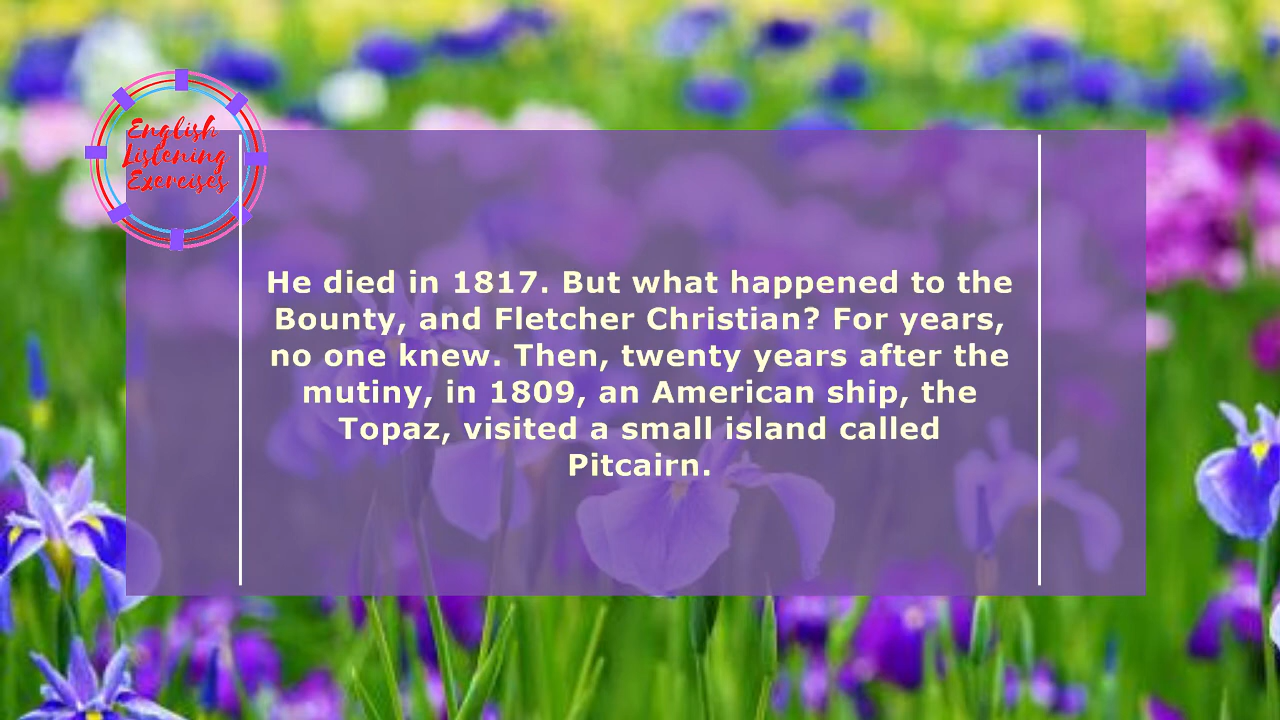 English
Listening
Exercises
He died in 1817. But what happened to the
Bounty, and Fletcher Christian? For years,
no one knew. Then, twenty years after the
mutiny, in 1809, an American ship, the
Topaz, visited a small island called
Pitcairn.